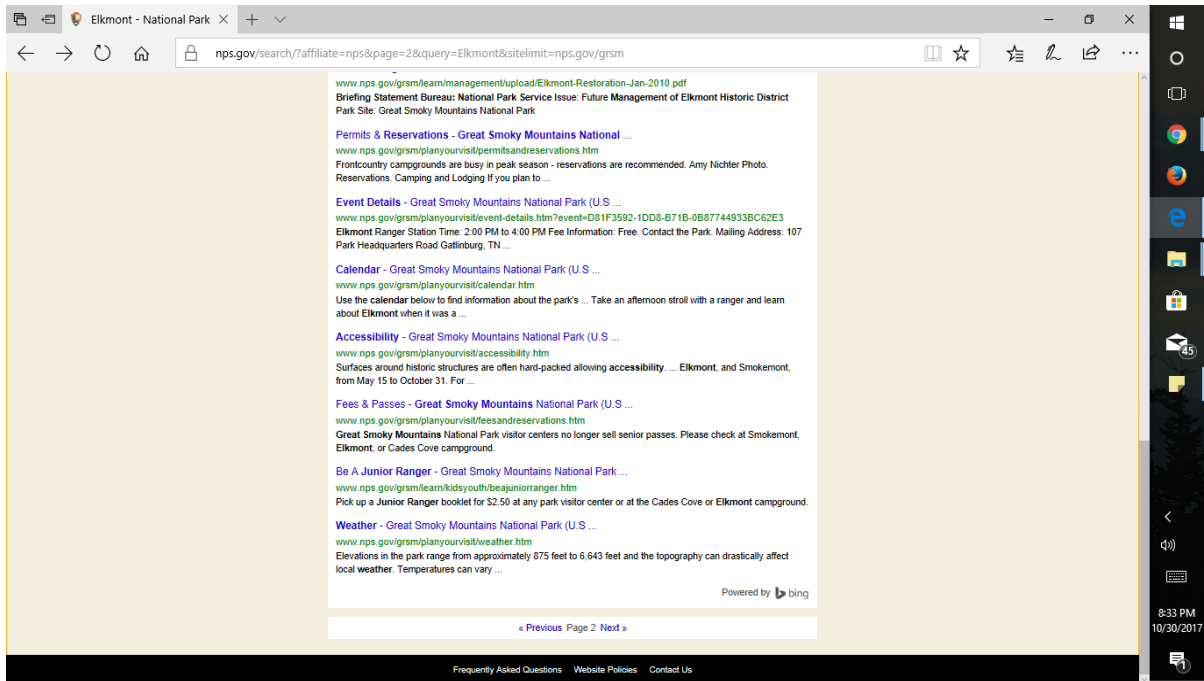 Elkmont - National Park
nps.gov/search/?affiliate=nps&page=2&query=Elkmont&sitelimit=nps.gov/grsm
www.nps.gov/grsm/learn/management/upload/Elkmont-Restoration-Jan-2010.pdf
Briefing Statement Bureau: National Park Service Issue: Future Management of Elkmont Historic District
Park Site: Great Smoky Mountains National Park
Permits & Reservations - Great Smoky Mountains National ...
www.nps.gov/grsm/planyourvisit/permitsandreservations.htm
Frontcountry campgrounds are busy in peak season - reservations are recommended. Amy Nichter Photo.
Reservations. Camping and Lodging If you plan to ...
Event Details - Great Smoky Mountains National Park (U.S ...
www.nps.gov/grsm/planyourvisit/event-details.htm?event=D81F3592-1DD8-B71B-0B87744933BC62E3
Elkmont Ranger Station Time: 2:00 PM to 4:00 PM Fee Information: Free. Contact the Park. Mailing Address: 107
Park Headquarters Road Gatlinburg, TN ...
Calendar - Great Smoky Mountains National Park (U.S ...
www.nps.gov/grsm/planyourvisit/calendar.htm
Use the calendar below to find information about the park's ... Take an afternoon stroll with a ranger and learn
about Elkmont when it was a ...
Accessibility - Great Smoky Mountains National Park (U.S ...
www.nps.gov/grsm/planyourvisit/accessibility.htm
Surfaces around historic structures are often hard-packed allowing accessibility. ... Elkmont, and Smokemont,
from May 15 to October 31. For ...
Fees & Passes - Great Smoky Mountains National Park (U.S ...
www.nps.gov/grsm/planyourvisit/feesandreservations.htm
Great Smoky Mountains National Park visitor centers no longer sell senior passes. Please check at Smokemont,
Elkmont, or Cades Cove campground.
Be A Junior Ranger - Great Smoky Mountains National Park ...
www.nps.gov/grsm/learn/kidsyouth/beajuniorranger.htm
Pick up a Junior Ranger booklet for $2.50 at any park visitor center or at the Cades Cove or Elkmont campground.
Weather - Great Smoky Mountains National Park (U.S ...
www.nps.gov/grsm/planyourvisit/weather.htm
Elevations in the park range from approximately 875 feet to 6,643 feet and the topography can drastically affect
local weather. Temperatures can vary ...
Powered by bing
« Previous Page 2 Next »
Frequently Asked Questions Website Policies Contact Us
45
8:33 PM
10/30/2017
1